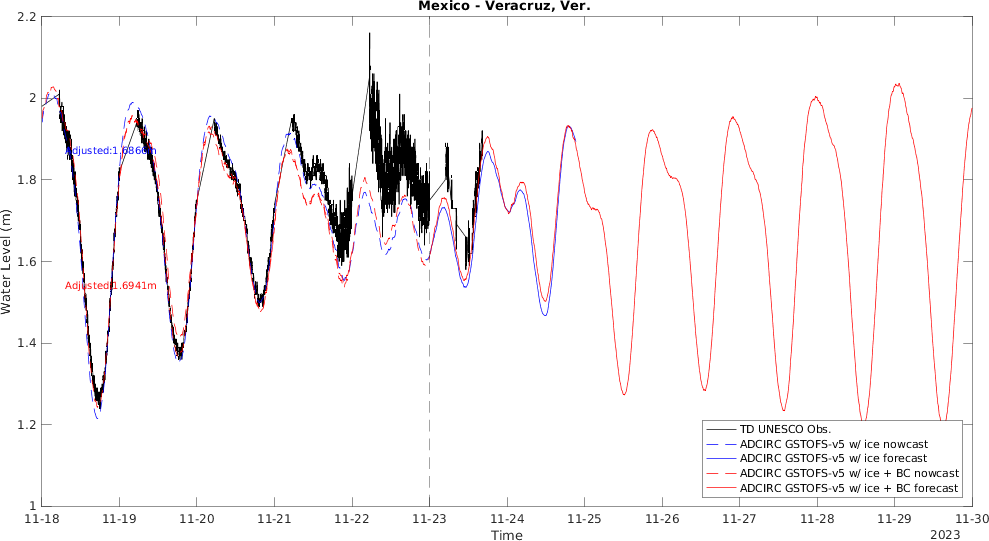 Mexico - Veracruz, Ver.
2.2
2
1.8
1.6
1.4
1.2
1
Water Level (m)
Adjusted:1.6941m
TD UNESCO Obs.
ADCIRC GSTOFS-v5 w/ ice nowcast
ADCIRC GSTOFS-v5 w/ ice forecast
ADCIRC GSTOFS-v5 w/ ice + BC nowcast
ADCIRC GSTOFS-v5 w/ ice + BC forecast
11-18 11-19 11-20 11-21 11-22 11-23 11-24 11-25 11-26 11-27 11-28 11-29 11-30
Time
2023